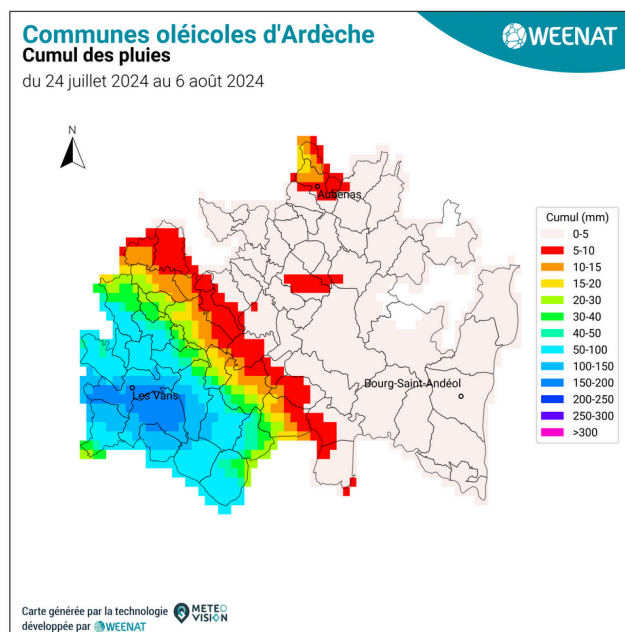 Communes oléicoles d'Ardèche
Cumul des pluies
du 24 juillet 2024 au 6 août 2024
WEENAT
N
Aubenas
Cumul (mm)
0-5
5-10
10-15
15-20
20-30
30-40
40-50
50-100
100-150
150-200
200-250
250-300
>300
Bourg-Saint-Andéol
Les Vans
Carte générée par la technologie
METEO
VISION
développée par WEENAT